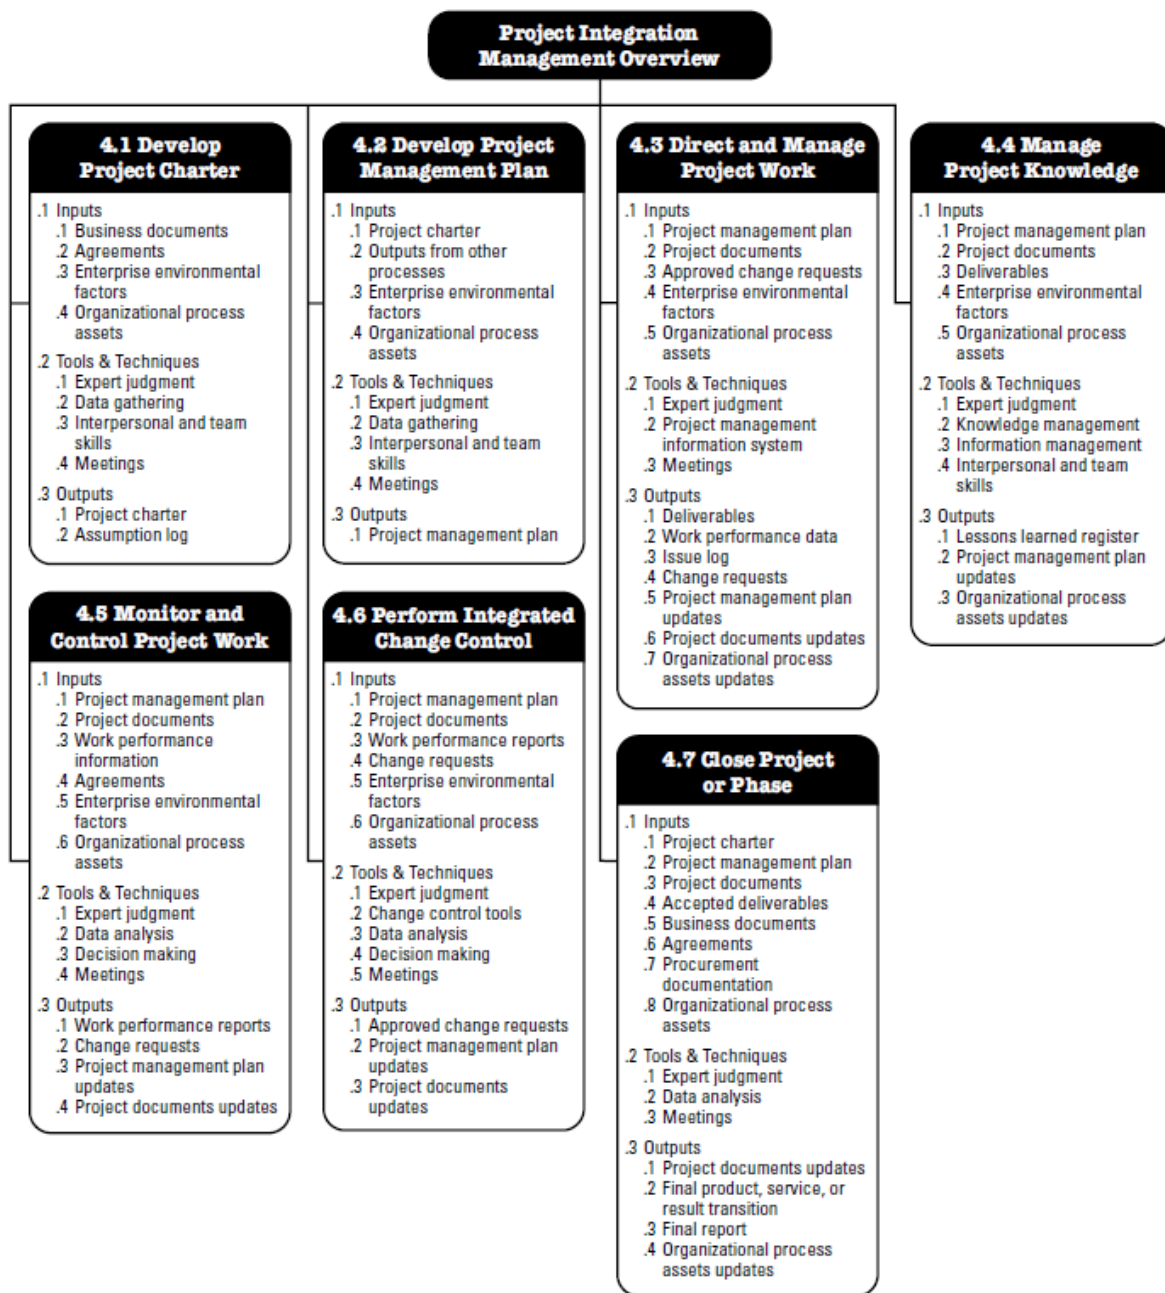 Project Integration
Management Overview
4.1 Develop
Project Charter
.1 Inputs
.1 Business documents
.2 Agreements
.3 Enterprise environmental
factors
.4 Organizational process
assets
.2 Tools & Techniques
.1 Expert judgment
.2 Data gathering
.3 Interpersonal and team
skills
.4 Meetings
.3 Outputs
.1 Project charter
.2 Assumption log
4.2 Develop Project
Management Plan
.1 Inputs
.1 Project charter
.2 Outputs from other
processes
.3 Enterprise environmental
factors
.4 Organizational process
assets
.2 Tools & Techniques
.1 Expert judgment
.2 Data gathering
.3 Interpersonal and team
skills
.4 Meetings
.3 Outputs
.1 Project management plan
4.3 Direct and Manage
Project Work
.1 Inputs
.1 Project management plan
.2 Project documents
.3 Approved change requests
.4 Enterprise environmental
factors
.5 Organizational process
assets
.2 Tools & Techniques
.1 Expert judgment
.2 Project management
information system
.3 Meetings
.3 Outputs
.1 Deliverables
.2 Work performance data
.3 Issue log
.4 Change requests
.5 Project management plan
updates
.6 Project documents updates
.7 Organizational process
assets updates
4.4 Manage
Project Knowledge
.1 Inputs
.1 Project management plan
.2 Project documents
.3 Deliverables
.4 Enterprise environmental
factors
.5 Organizational process
assets
.2 Tools & Techniques
.1 Expert judgment
.2 Knowledge management
.3 Information management
.4 Interpersonal and team
skills
.3 Outputs
.1 Lessons learned register
.2 Project management plan
updates
.3 Organizational process
assets updates
4.5 Monitor and
Control Project Work
.1 Inputs
.1 Project management plan
.2 Project documents
.3 Work performance
information
.4 Agreements
.5 Enterprise environmental
factors
.6 Organizational process
assets
.2 Tools & Techniques
.1 Expert judgment
.2 Data analysis
.3 Decision making
.4 Meetings
.3 Outputs
.1 Work performance reports
.2 Change requests
.3 Project management plan
updates
.4 Project documents updates
4.6 Perform Integrated
Change Control
.1 Inputs
.1 Project management plan
.2 Project documents
.3 Work performance reports
.4 Change requests
.5 Enterprise environmental
factors
.6 Organizational process
assets
.2 Tools & Techniques
.1 Expert judgment
.2 Change control tools
.3 Data analysis
.4 Decision making
.5 Meetings
.3 Outputs
.1 Approved change requests
.2 Project management plan
updates
.3 Project documents
updates
4.7 Close Project
or Phase
.1 Inputs
.1 Project charter
.2 Project management plan
.3 Project documents
.4 Accepted deliverables
.5 Business documents
.6 Agreements
.7 Procurement
documentation
.8 Organizational process
assets
.2 Tools & Techniques
.1 Expert judgment
.2 Data analysis
.3 Meetings
.3 Outputs
.1 Project documents updates
.2 Final product, service, or
result transition
.3 Final report
.4 Organizational process
assets updates